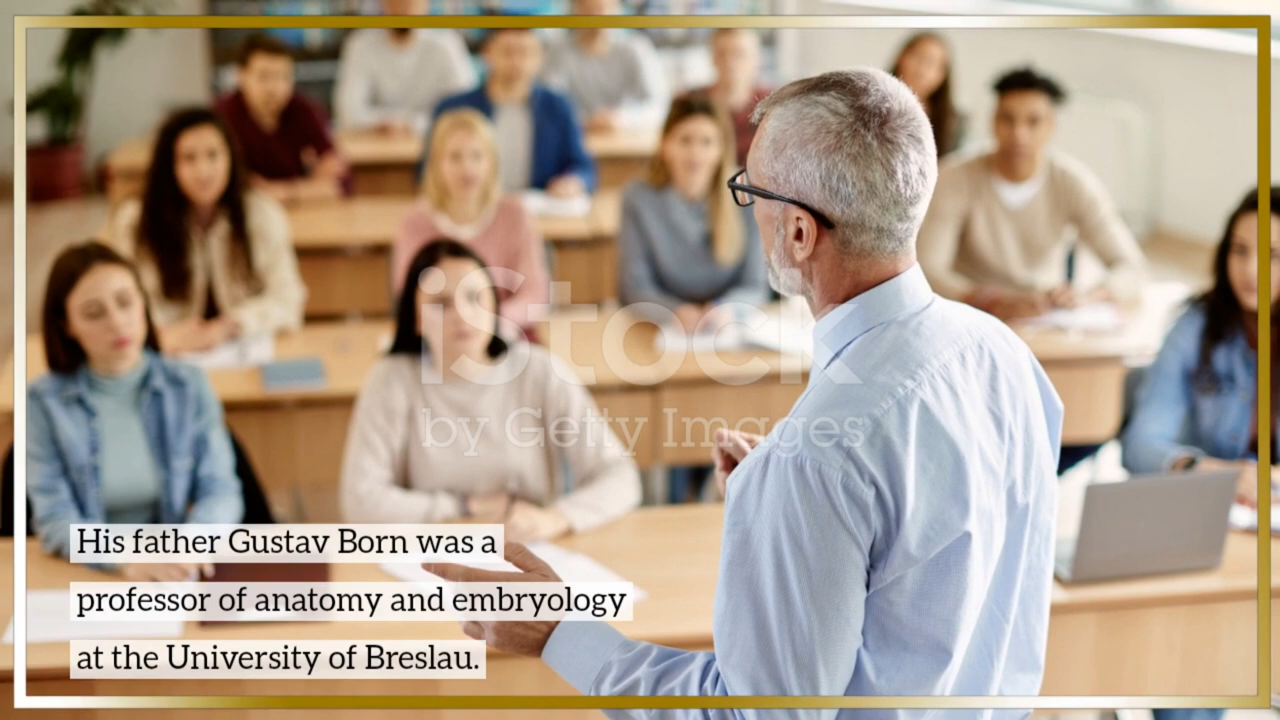 iStock
by Getty Images
His father Gustav Born was a
professor of anatomy and embryology
at the University of Breslau.